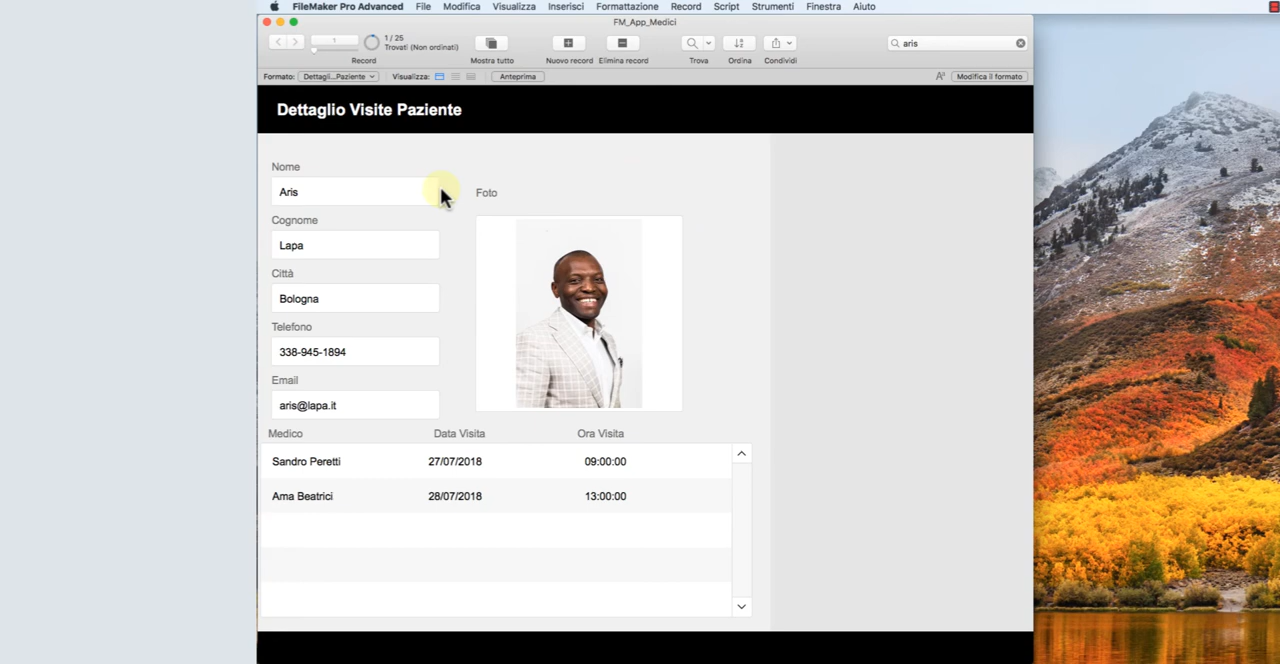 FileMaker Pro Advanced File Modifica Visualizza Inserisci Formattazione Record Script Strumenti Finestra Aiuto
FM_App_Medici
1
1 / 25
Trovati (Non ordinati)
aris
Record Mostra tutto Nuovo record Elimina record Trova Ordina Condividi
Formato: Dettagli...Paziente Visualizza: Anteprima Modifica il formato
Dettaglio Visite Paziente
Nome
Aris
Foto
Cognome
Lapa
Città
Bologna
Telefono
338-945-1894
Email
aris@lapa.it
Medico Data Visita Ora Visita
Sandro Peretti 27/07/2018 09:00:00
Ama Beatrici 28/07/2018 13:00:00